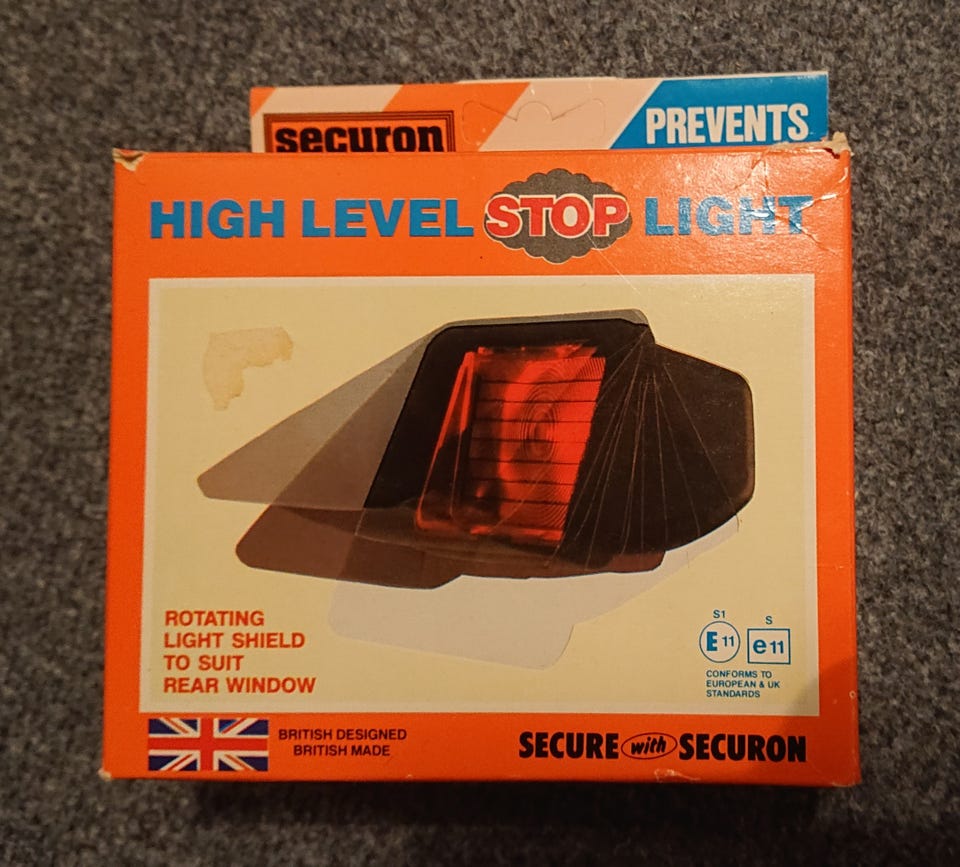 securon
PREVENTS
HIGH LEVEL STOP LIGHT
ROTATING
LIGHT SHIELD
TO SUIT
REAR WINDOW
S1
E 11
S
e 11
CONFORMS TO
EUROPEAN & UK
STANDARDS
BRITISH DESIGNED
BRITISH MADE
SECURE with SECURON